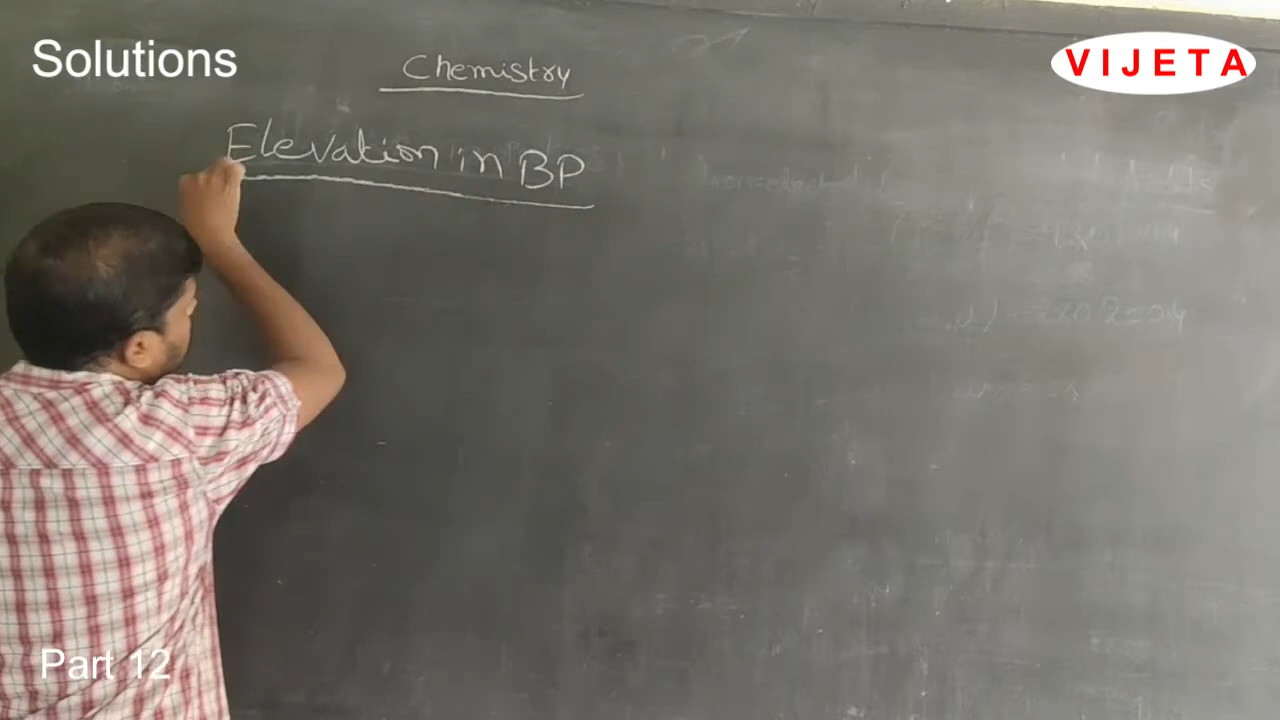 Solutions
VIJETA
Chemistry
Elevation in BP
Part 12